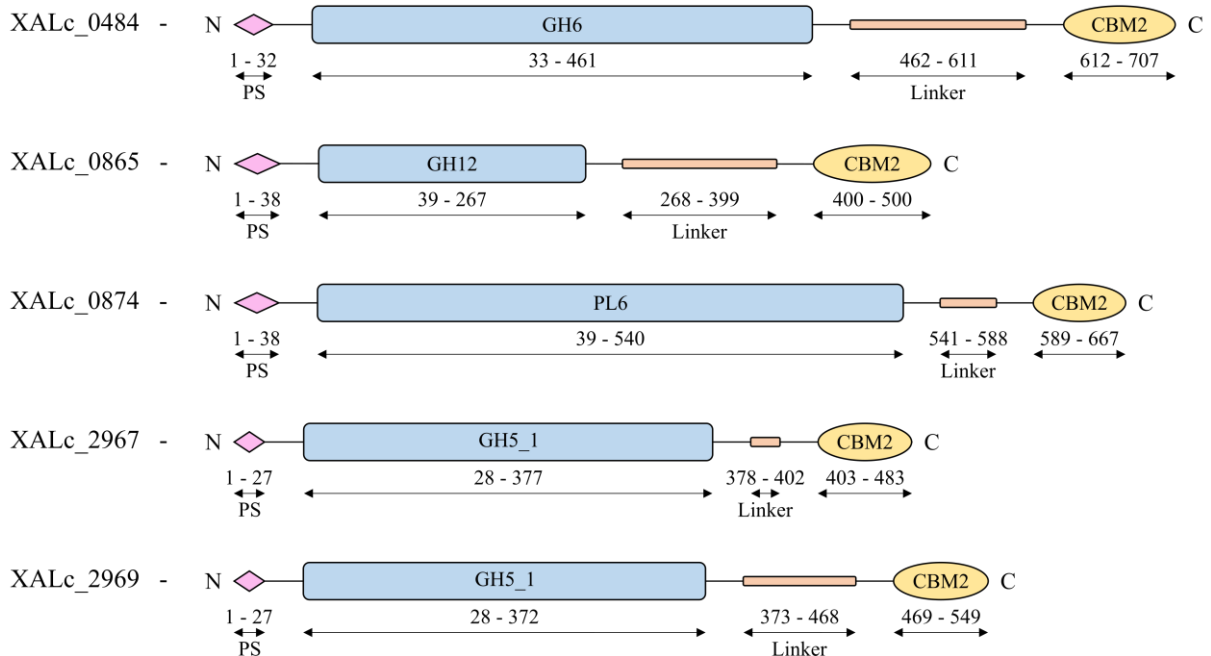 XALc_0484 - N GH6 CBM2 C
1 - 32 33 - 461 462 - 611 612 - 707
PS Linker
XALc_0865 - N GH12 CBM2 C
1 - 38 39 - 267 268 - 399 400 - 500
PS Linker
XALc_0874 - N PL6 CBM2 C
1 - 38 39 - 540 541 - 588 589 - 667
PS Linker
XALc_2967 - N GH5_1 CBM2 C
1 - 27 28 - 377 378 - 402 403 - 483
PS Linker
XALc_2969 - N GH5_1 CBM2 C
1 - 27 28 - 372 373 - 468 469 - 549
PS Linker